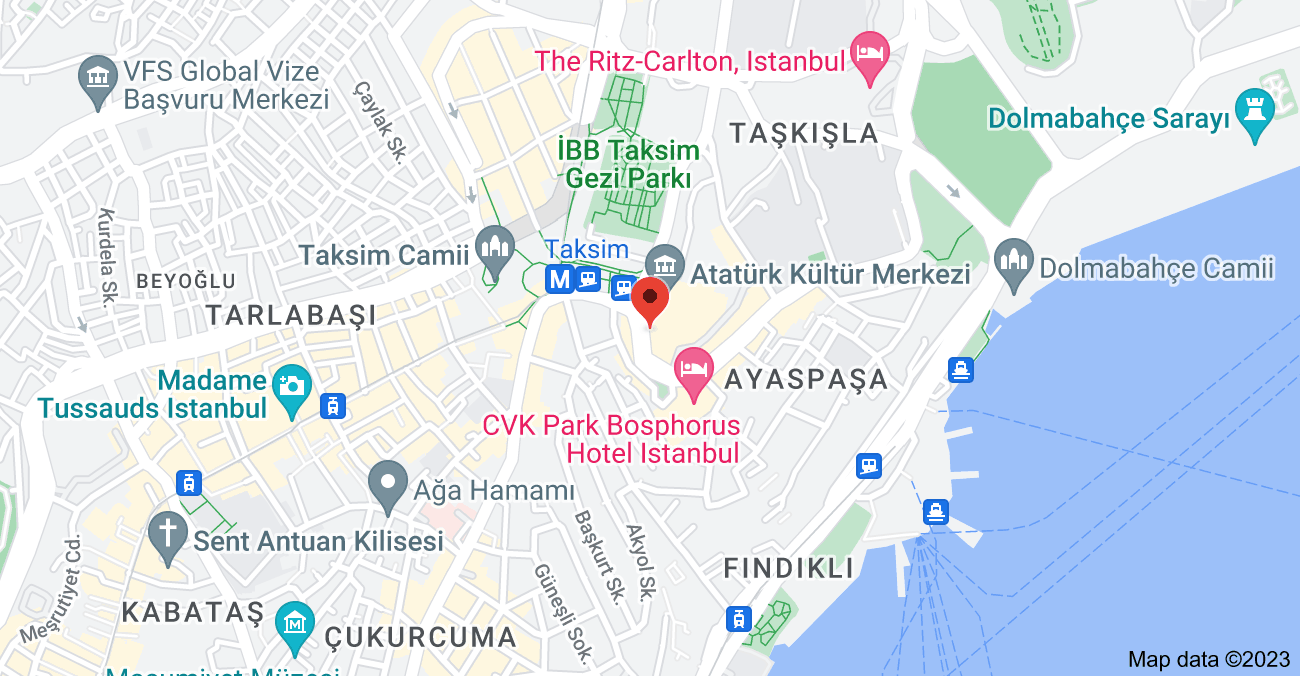 The Ritz-Carlton, Istanbul
VFS Global Vize
Başvuru Merkezi
Çaylak Sk.
Dolmabahçe Sarayı
TAŞKIŞLA
İBB Taksim
Gezi Parkı
Kurdela Sk.
Taksim Camii
Taksim
M
Atatürk Kültür Merkezi
Dolmabahçe Camii
BEYOĞLU
TARLABAŞI
Madame
Tussauds Istanbul
AYASPAŞA
CVK Park Bosphorus
Hotel Istanbul
Ağa Hamamı
Sent Antuan Kilisesi
Başkurt Sk.
Akyol Sk.
Meşrutiyet Cd.
FINDIKLI
Güneşli Sok.
KABATAŞ
ÇUKURCUMA
Masumiyet Müzesi
Map data ©2023